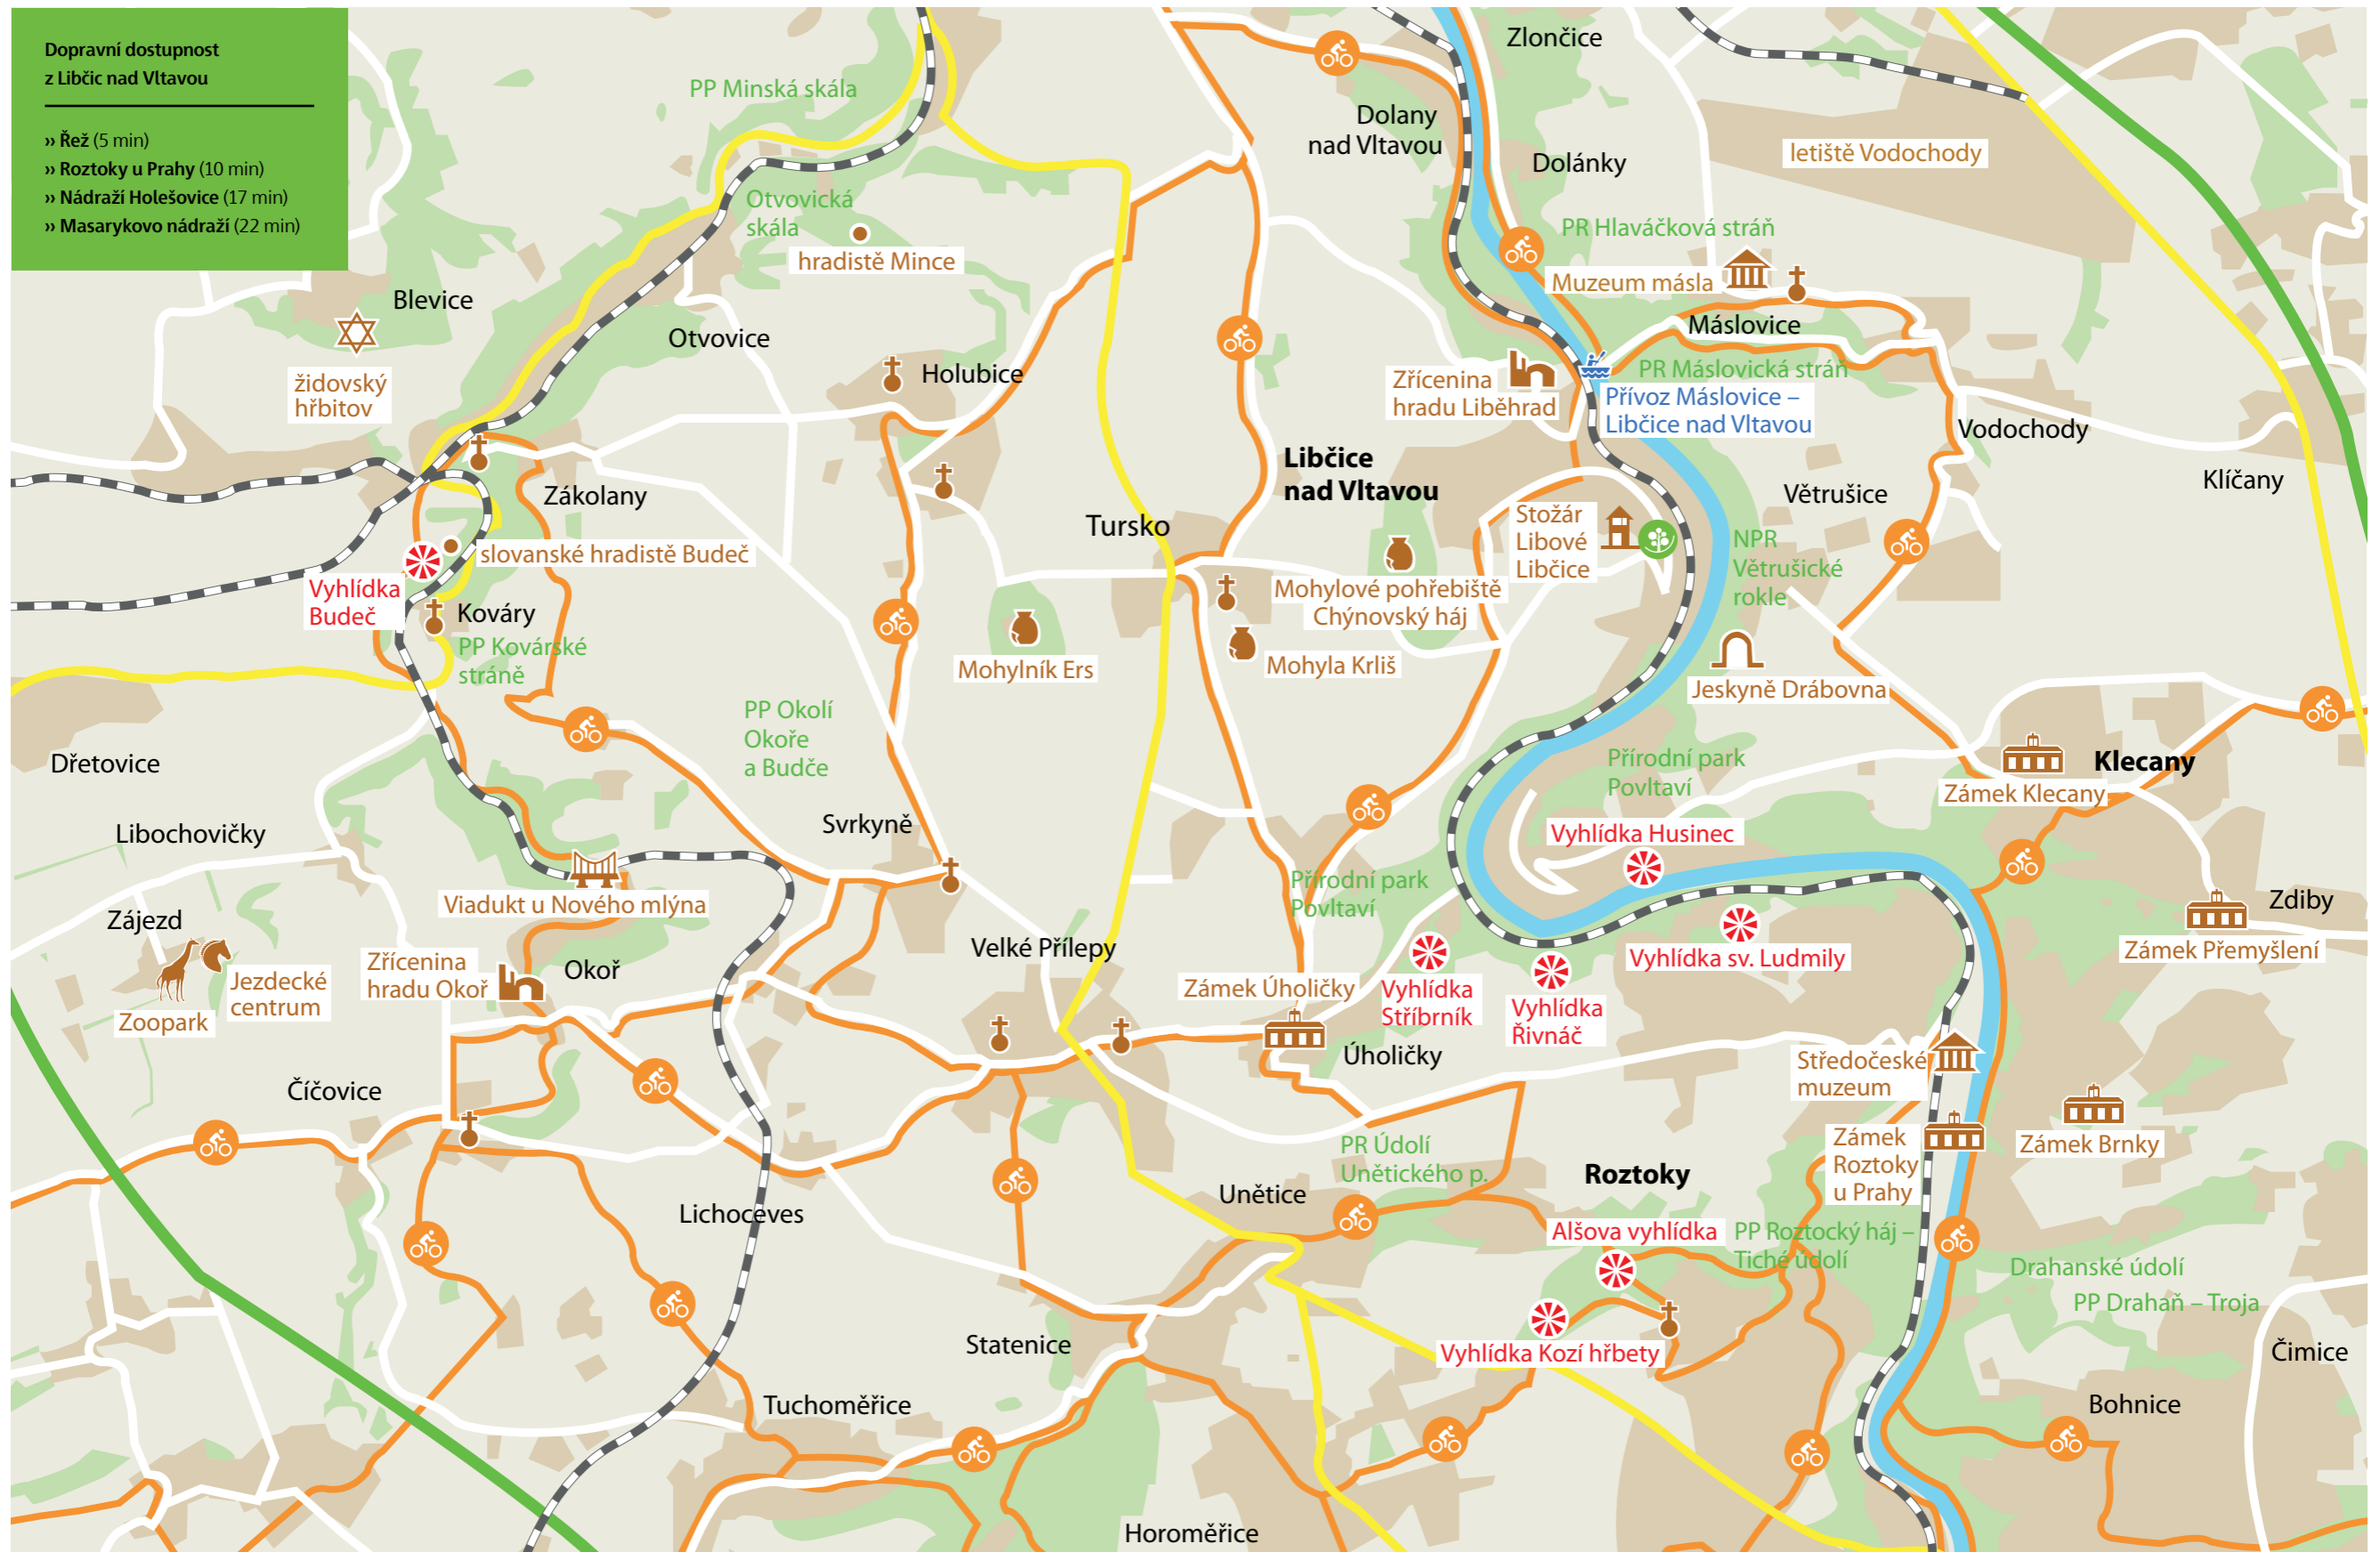 Dopravní dostupnost
z Libčic nad Vltavou
›› Řež (5 min)
›› Roztoky u Prahy (10 min)
›› Nádraží Holešovice (17 min)
›› Masarykovo nádraží (22 min)
Zlončice
PP Minská skála
Dolany
nad Vltavou
letiště Vodochody
Dolánky
Otvovická
skála
hradistě Mince
PR Hlaváčková stráň
Muzeum másla
Blevice
Máslovice
Otvovice
židovský
hřbitov
Holubice
Zřícenina
hradu Liběhrad
PR Máslovická stráň
Přívoz Máslovice –
Libčice nad Vltavou
Vodochody
Libčice
nad Vltavou
Klíčany
Zákolany
Větrušice
Tursko
Stožár
Libové
Libčice
slovanské hradistě Budeč
NPR
Větrušické
rokle
Vyhlídka
Budeč
Mohylové pohřebiště
Chýnovský háj
Kováry
PP Kovárské
stráně
Mohylník Ers
Mohyla Krliš
Jeskyně Drábovna
PP Okolí
Okoře
a Budče
Dřetovice
Přírodní park
Povltaví
Klecany
Zámek Klecany
Libochovičky
Svrkyně
Vyhlídka Husinec
Přírodní park
Povltaví
Viadukt u Nového mlýna
Zdiby
Zájezd
Velké Přílepy
Zámek Přemyšlení
Vyhlídka sv. Ludmily
Zřícenina
hradu Okoř
Okoř
Jezdecké
centrum
Zoopark
Zámek Úholičky
Vyhlídka
Stříbrník
Vyhlídka
Řivnáč
Úholičky
Středočeské
muzeum
Číčovice
Zámek
Roztoky
u Prahy
Zámek Brnky
PR Údolí
Unětického p.
Roztoky
Unětice
Lichoceves
Alšova vyhlídka
PP Roztocký háj –
Tiché údolí
Drahanské údolí
PP Drahaň – Troja
Statenice
Vyhlídka Kozí hřbety
Čimice
Tuchoměřice
Bohnice
Horoměřice